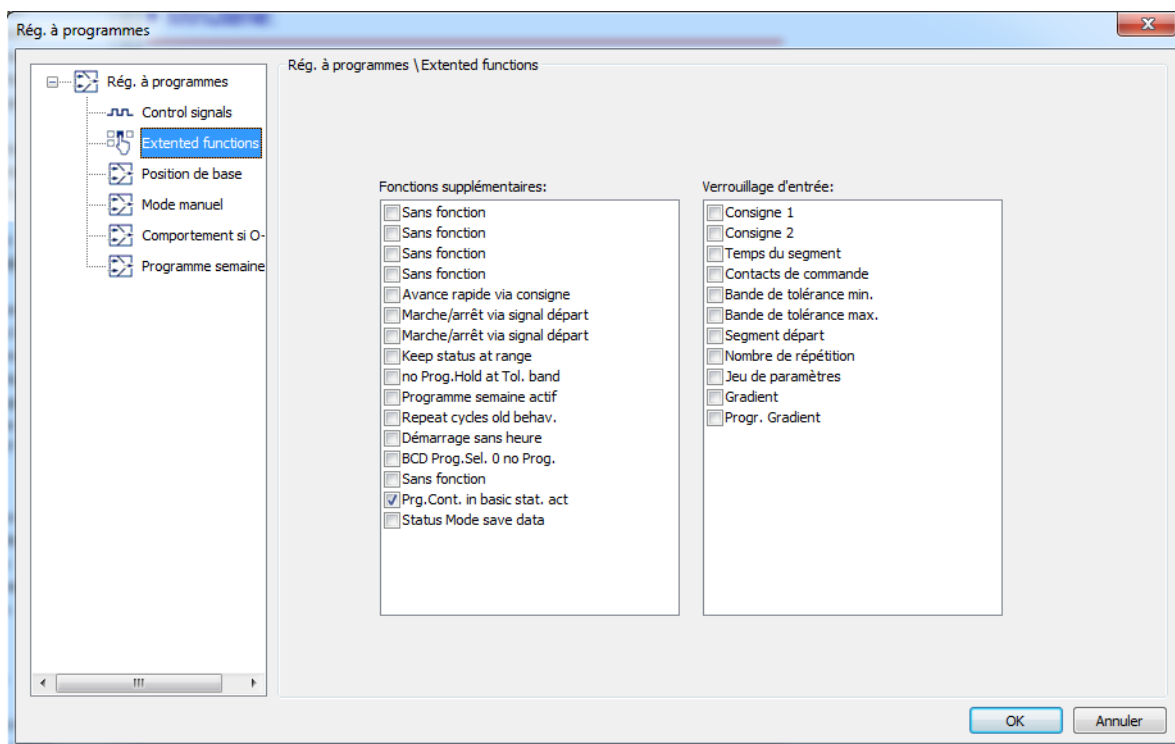 Rég. à programmes
Rég. à programmes
Control signals
Extented functions
Position de base
Mode manuel
Comportement si O-
Programme semaine
Rég. à programmes \ Extented functions
Fonctions supplémentaires:
Sans fonction
Sans fonction
Sans fonction
Sans fonction
Avance rapide via consigne
Marche/arrêt via signal départ
Marche/arrêt via signal départ
Keep status at range
no Prog.Hold at Tol. band
Programme semaine actif
Repeat cycles old behav.
Démarrage sans heure
BCD Prog.Sel. 0 no Prog.
Sans fonction
Prg.Cont. in basic stat. act
Status Mode save data
Verrouillage d'entrée:
Consigne 1
Consigne 2
Temps du segment
Contacts de commande
Bande de tolérance min.
Bande de tolérance max.
Segment départ
Nombre de répétition
Jeu de paramètres
Gradient
Progr. Gradient
OK
Annuler